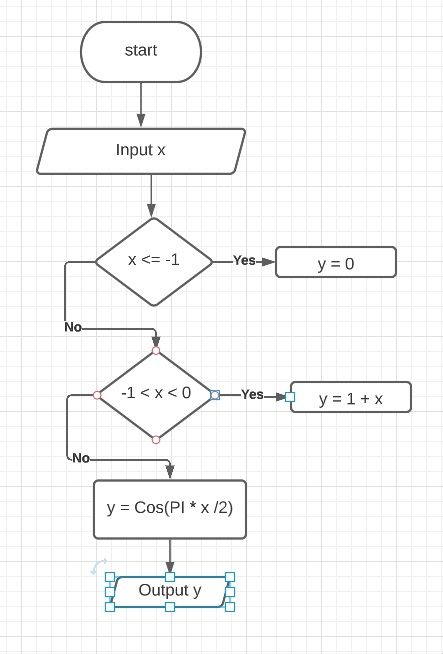 start
Input x
x <= -1
Yes
y = 0
No
-1 < x < 0
Yes
y = 1 + x
No
y = Cos(PI * x /2)
Output y